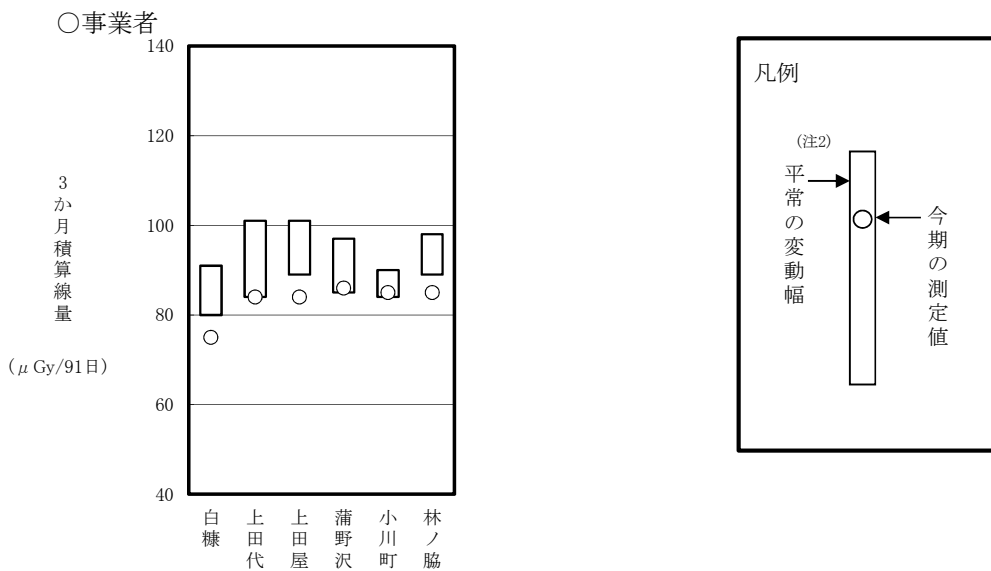 ○事業者
140
120
100
80
60
40
3か月積算線量
(μGy/91日)
白糠
上田代
上田屋
蒲野沢
小川町
林ノ脇
凡例
(注2)
平常の変動幅
今期の測定値